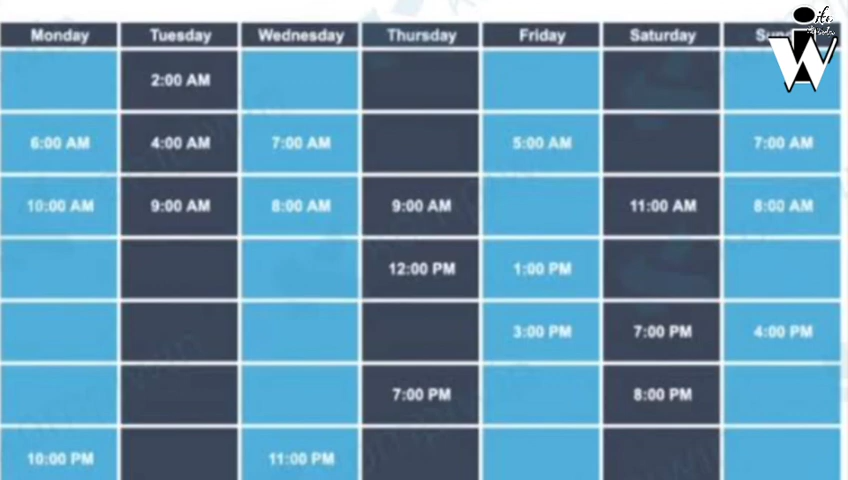 Monday Tuesday Wednesday Thursday Friday Saturday
2:00 AM
6:00 AM 4:00 AM 7:00 AM 5:00 AM 7:00 AM
10:00 AM 9:00 AM 8:00 AM 9:00 AM 11:00 AM 8:00 AM
12:00 PM 1:00 PM
3:00 PM 7:00 PM 4:00 PM
7:00 PM 8:00 PM
10:00 PM 11:00 PM
W